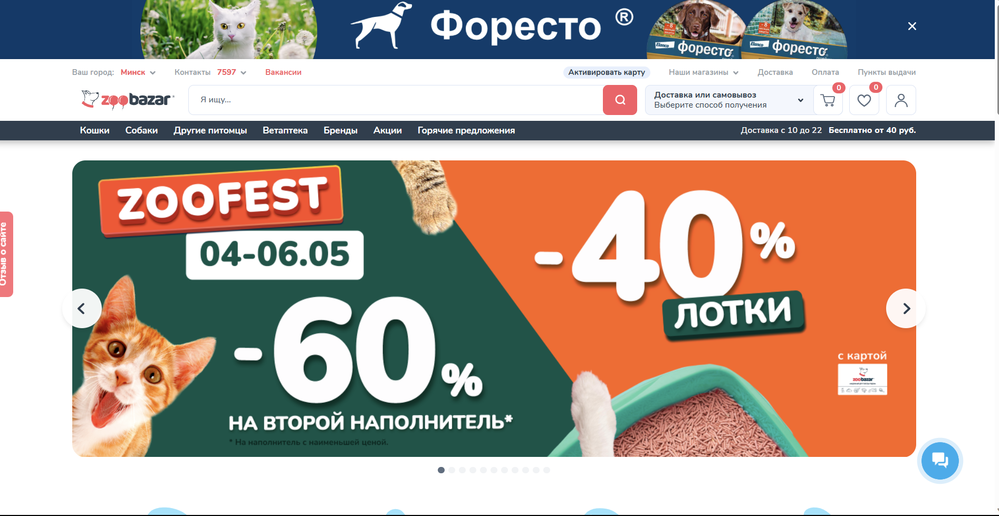 Форесто ®
- 8
- 8
Elanco форесто
Elanco форесто
Ваш город: Минск Контакты 7597 Вакансии Активировать карту Наши магазины Доставка Оплата Пункты выдачи
zoobazar Я ищу... Доставка или самовывоз 0 0
Выберите способ получения
Кошки Собаки Другие питомцы Ветаптека Бренды Акции Горячие предложения Доставка с 10 до 22 Бесплатно от 40 руб.
Отзыв о сайте
ZOOFEST
04-06.05
-60%
НА ВТОРОЙ НАПОЛНИТЕЛЬ*
* На наполнитель с наименьшей ценой.
-40%
ЛОТКИ
с картой
zoobazar